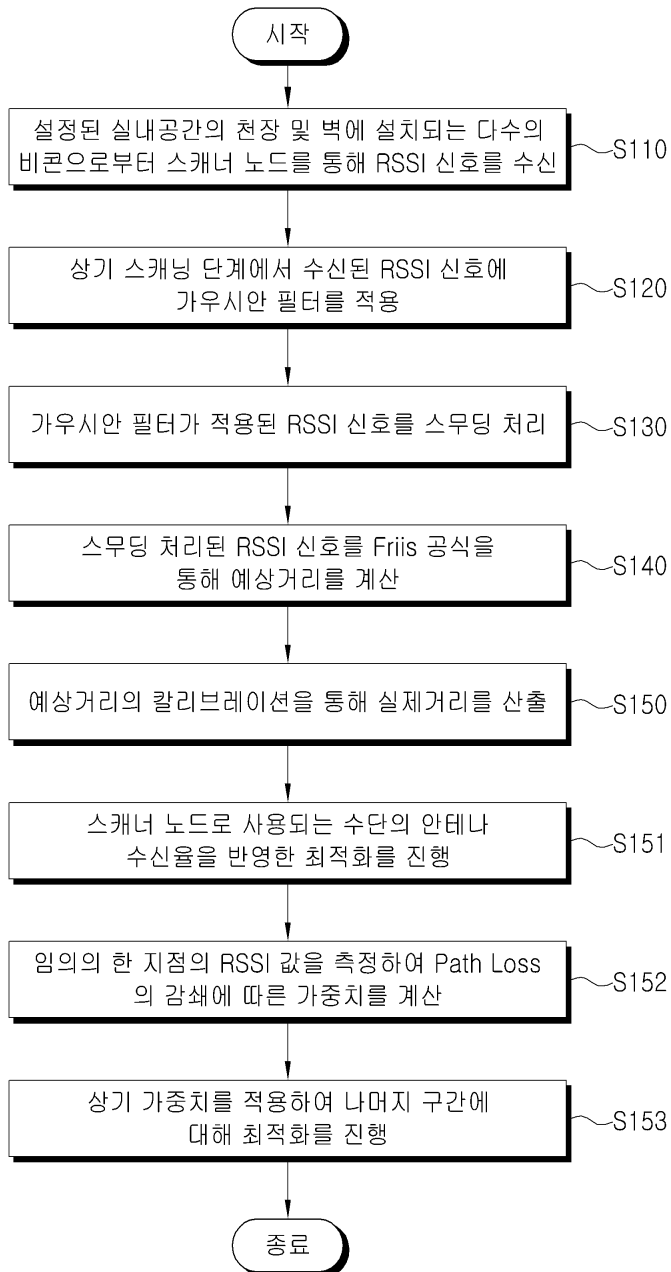 시작
설정된 실내공간의 천장 및 벽에 설치되는 다수의
비콘으로부터 스캐너 노드를 통해 RSSI 신호를 수신
S110
상기 스캐닝 단계에서 수신된 RSSI 신호에
가우시안 필터를 적용
S120
가우시안 필터가 적용된 RSSI 신호를 스무딩 처리
S130
스무딩 처리된 RSSI 신호를 Friis 공식을
통해 예상거리를 계산
S140
예상거리의 칼리브레이션을 통해 실제거리를 산출
S150
스캐너 노드로 사용되는 수단의 안테나
수신율을 반영한 최적화를 진행
S151
임의의 한 지점의 RSSI 값을 측정하여 Path Loss
의 감쇄에 따른 가중치를 계산
S152
상기 가중치를 적용하여 나머지 구간에
대해 최적화를 진행
S153
종료